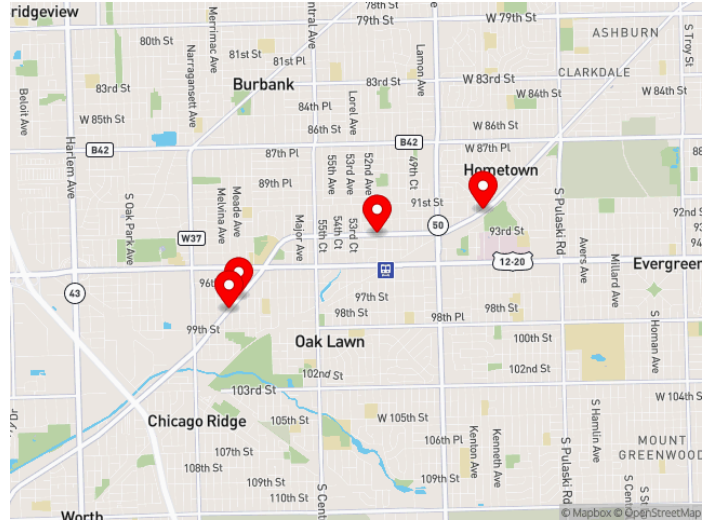 ridgeview
78th St
79th St
W 79th St
80th St
81st St
81st Pl
ASHBURN
S Troy St
Merrimac Ave
Narragansett Ave
Central Ave
Lamon Ave
Burbank
83rd St
83rd St
W 83rd St
CLARKDALE
Beloit Ave
84th Pl
W 84th St
W 84th St
Lorel Ave
W 85th St
86th St
W 86th St
B42
B42
87th Pl
W 87th Pl
Harlem Ave
55th Ave
53rd Ave
52nd Ave
49th Ct
Hometown
89th Pl
S Oak Park Ave
Melvina Ave
Meade Ave
91st St
S Pulaski Rd
Major Ave
55th Ct
54th Ct
53rd Ct
50
92nd S
93rd St
W37
Avers Ave
Millard Ave
12-20
Evergreen
43
97th St
98th St
98th St
98th Pl
99th St
S Homan Ave
Oak Lawn
100th St
102nd St
102nd St
103rd St
W 104th St
Chicago Ridge
105th St
W 105th St
S Hamlin Ave
106th Pl
Kenton Ave
Kenneth Ave
S Pulaski Rd
MOUNT
GREENWOOD
107th St
108th St
109th St
109th St
110th St
S Cent
Worth
© Mapbox © OpenStreetMap